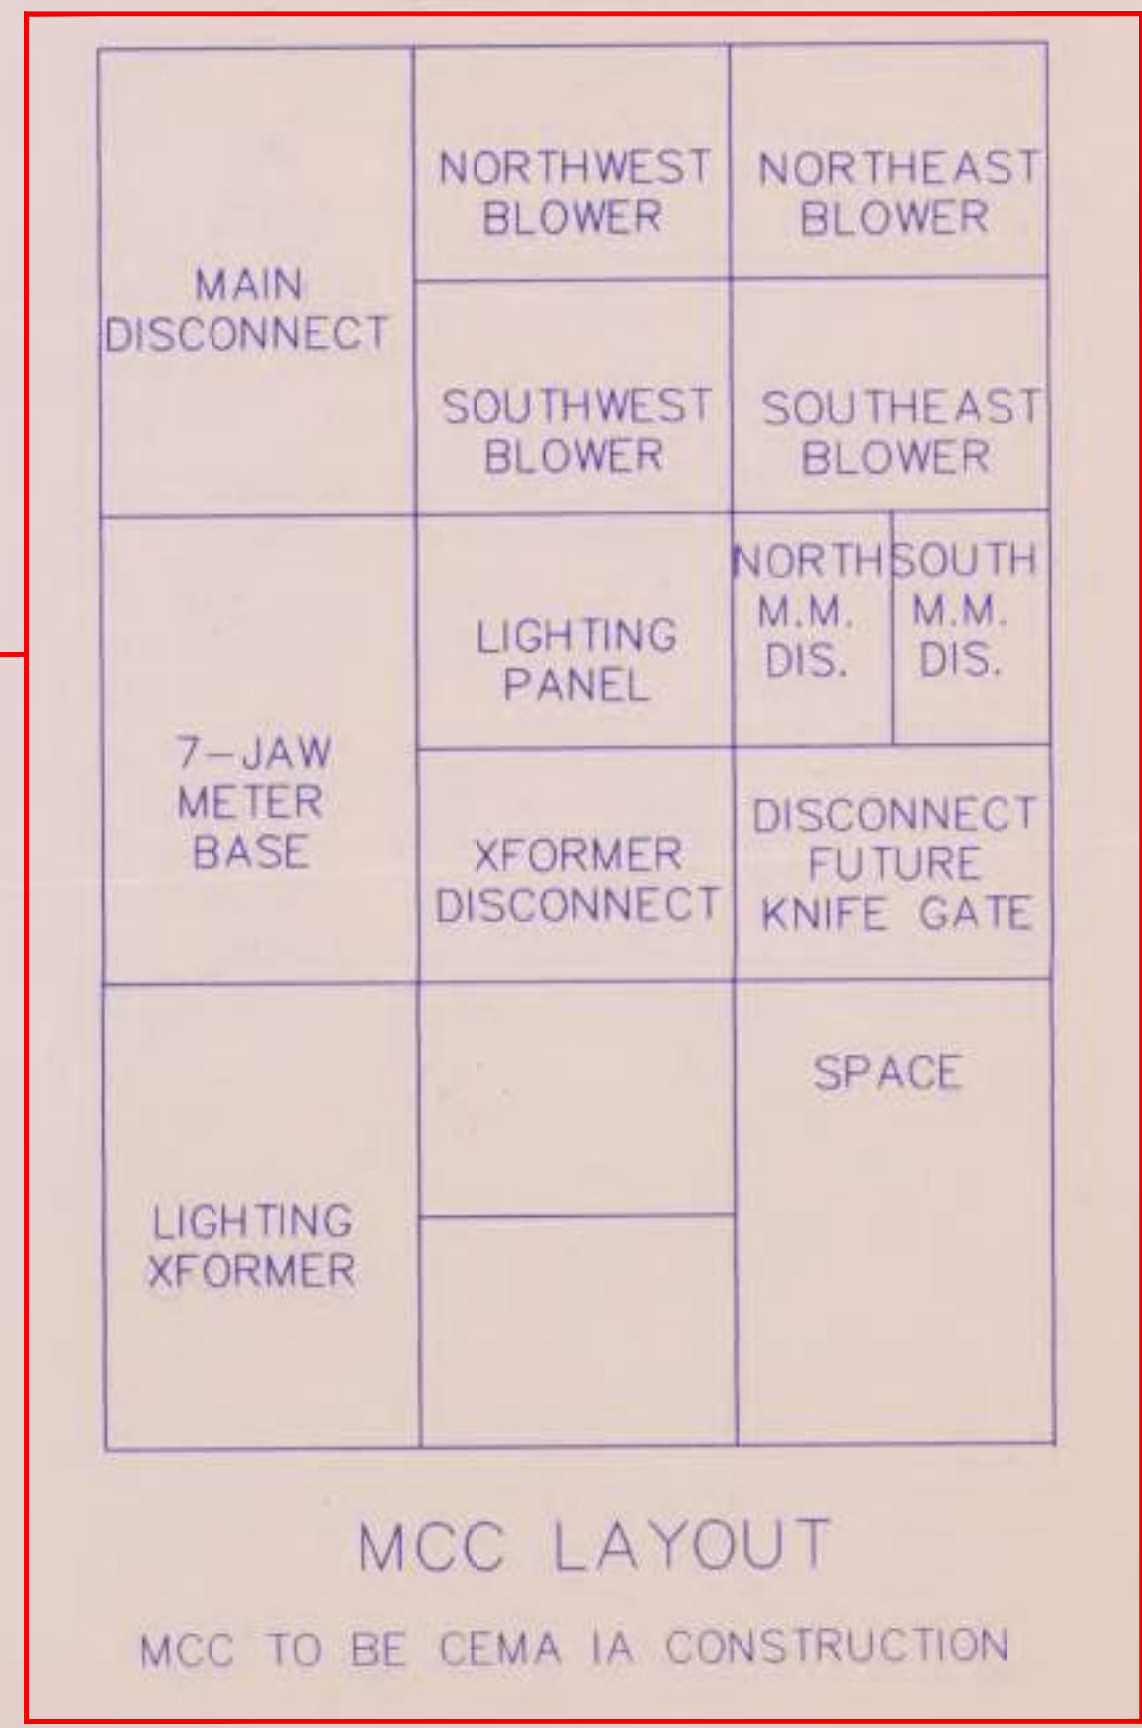 MAIN
DISCONNECT
NORTHWEST
BLOWER
NORTHEAST
BLOWER
SOUTHWEST
BLOWER
SOUTHEAST
BLOWER
7-JAW
METER
BASE
LIGHTING
PANEL
NORTH
M.M.
DIS.
SOUTH
M.M.
DIS.
XFORMER
DISCONNECT
DISCONNECT
FUTURE
KNIFE GATE
LIGHTING
XFORMER
SPACE
MCC LAYOUT
MCC TO BE CEMA IA CONSTRUCTION